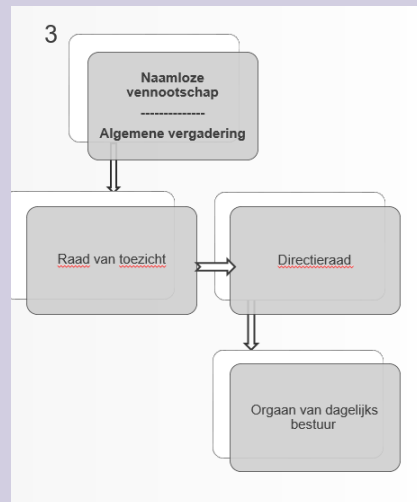 3
Naamloze
vennootschap
--------------
Algemene vergadering
Raad van toezicht
Directieraad
Orgaan van dagelijks
bestuur